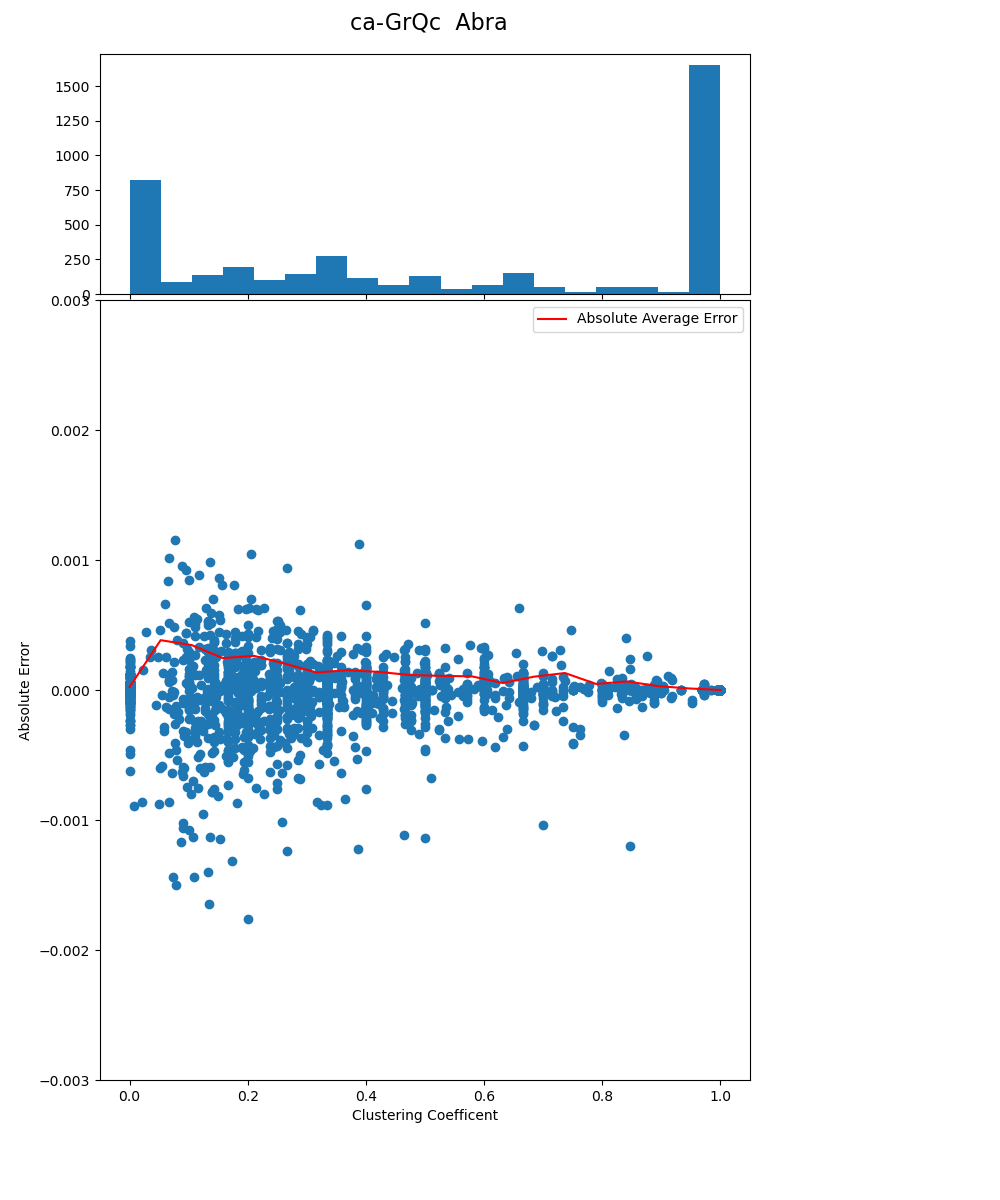 ca-GrQc  Abra
1500
1250
1000
750
500
250
0
0.003
Absolute Average Error
0.002
0.001
0.000
−0.001
−0.002
−0.003
Absolute Error
0.0 0.2 0.4 0.6 0.8 1.0
Clustering Coefficent